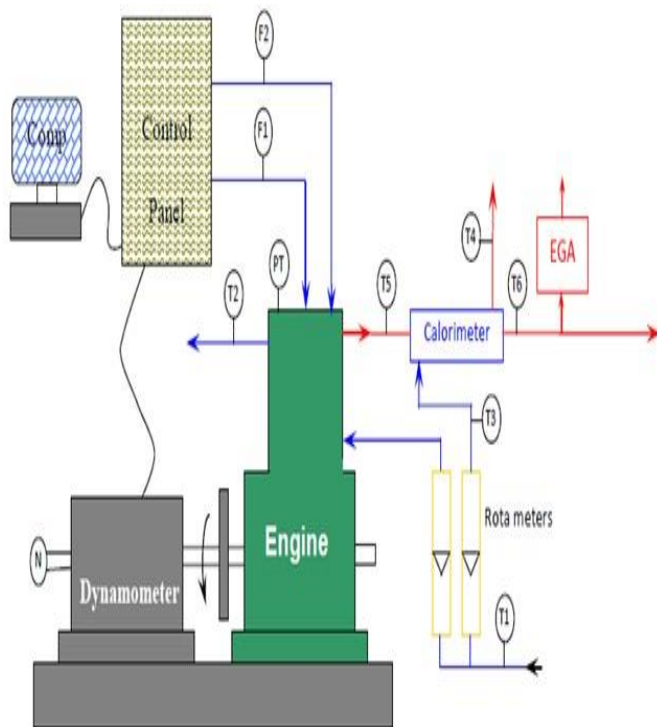 F2
Comp
Control
F1
Panel
T4
EGA
T2
PT
T5
T6
Calorimeter
T3
Rota meters
Engine
N
Dynamometer
T1